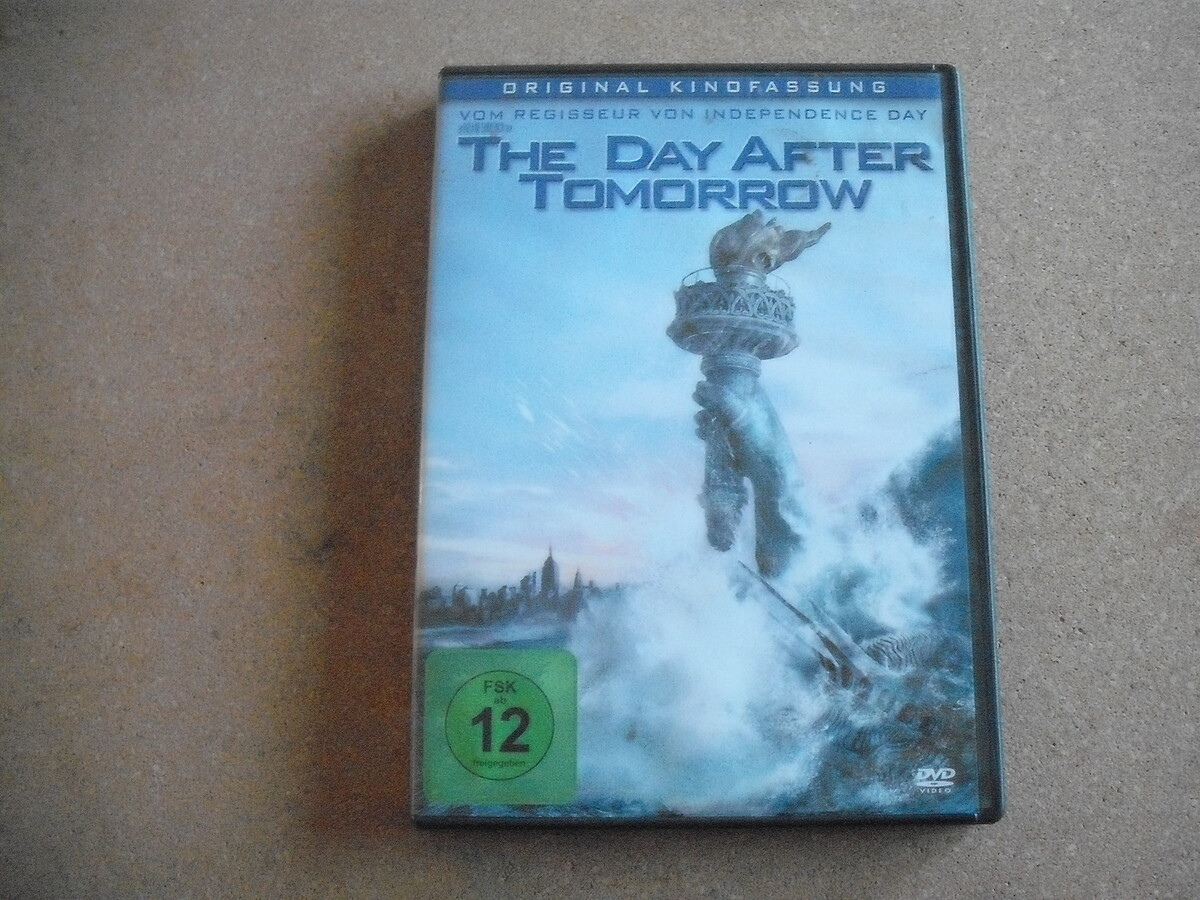 ORIGINAL KINOFASSUNG
VOM REGISSEUR VON INDEPENDENCE DAY
THE DAY AFTER
TOMORROW
FSK
ab
12
freigegeben
DVD
VIDEO